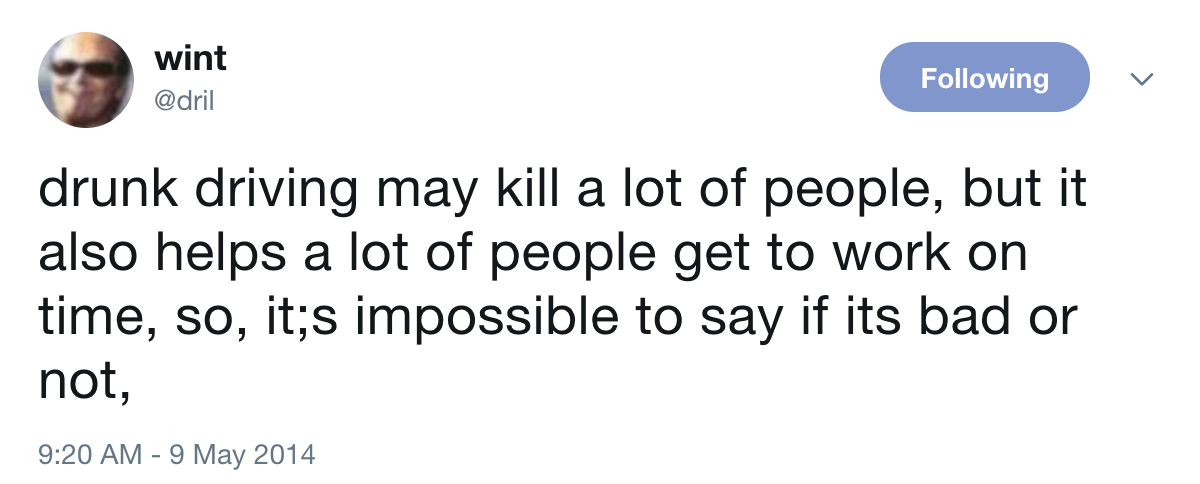 wint
@dril
Following
drunk driving may kill a lot of people, but it
also helps a lot of people get to work on
time, so, it;s impossible to say if its bad or
not,
9:20 AM - 9 May 2014